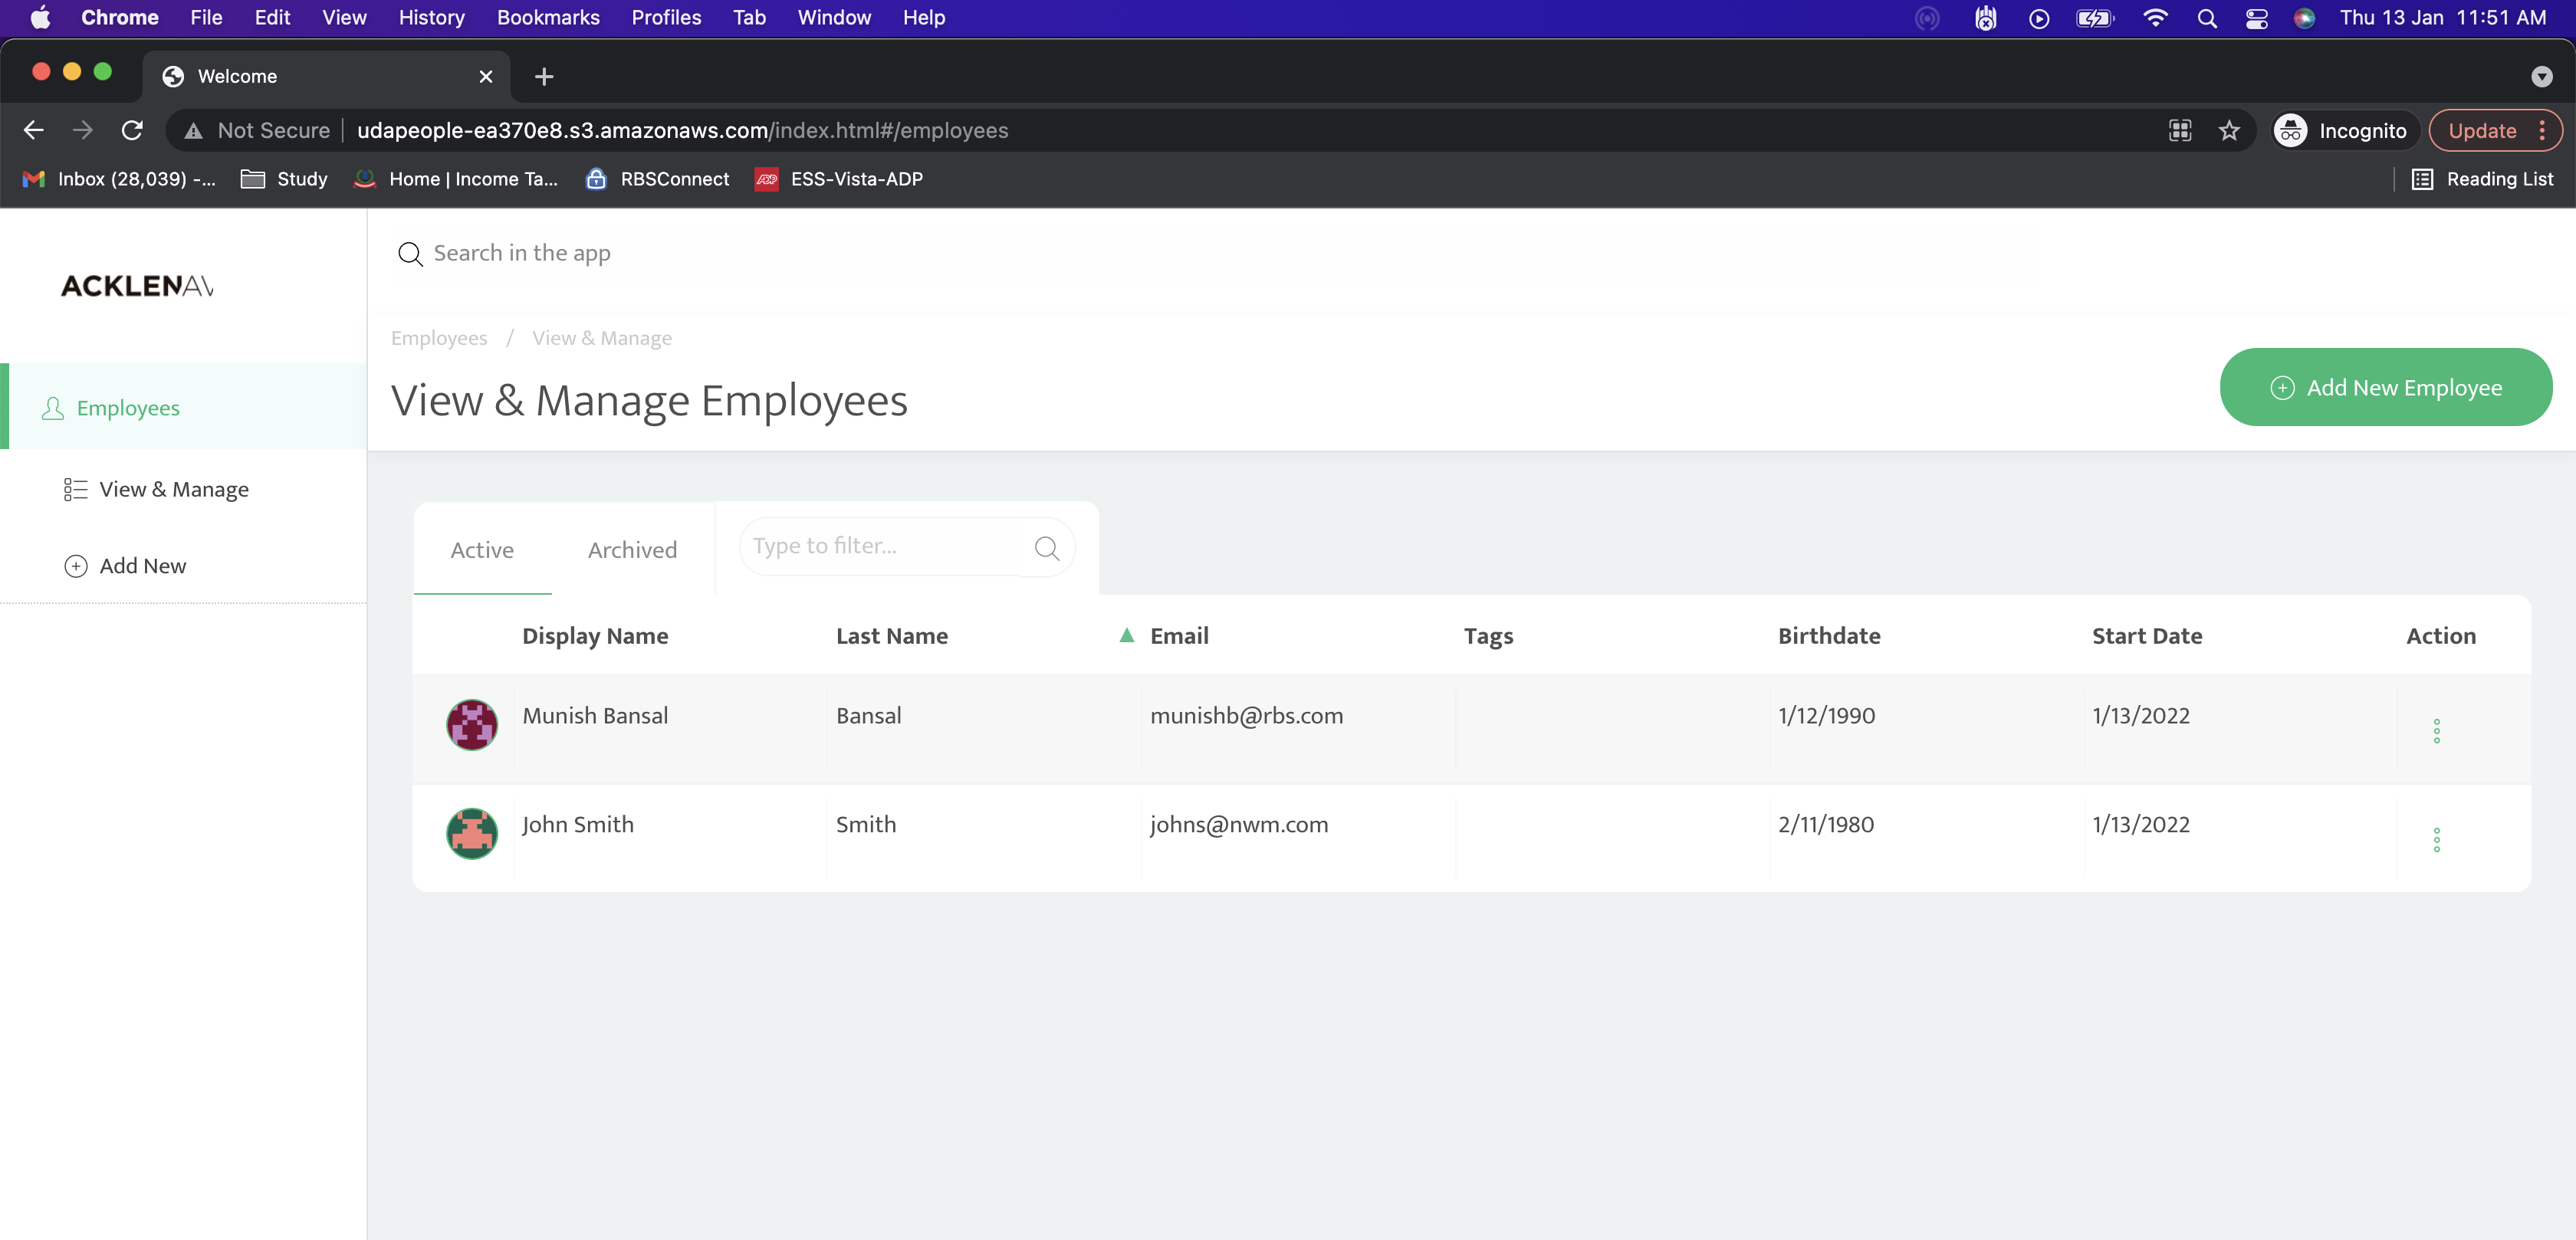 Chrome File Edit View History Bookmarks Profiles Tab Window Help Thu 13 Jan 11:51 AM
Welcome
Not Secure udapeople-ea370e8.s3.amazonaws.com/index.html#/employees Incognito Update
Inbox (28,039) -... Study Home | Income Ta... RBSConnect ADP ESS-Vista-ADP Reading List
Search in the app
ACKLENAV
Employees / View & Manage
View & Manage Employees
Add New Employee
Employees
View & Manage
Add New
Active Archived Type to filter...
Display Name Last Name Email Tags Birthdate Start Date Action
Munish Bansal Bansal munishb@rbs.com 1/12/1990 1/13/2022
John Smith Smith johns@nwm.com 2/11/1980 1/13/2022